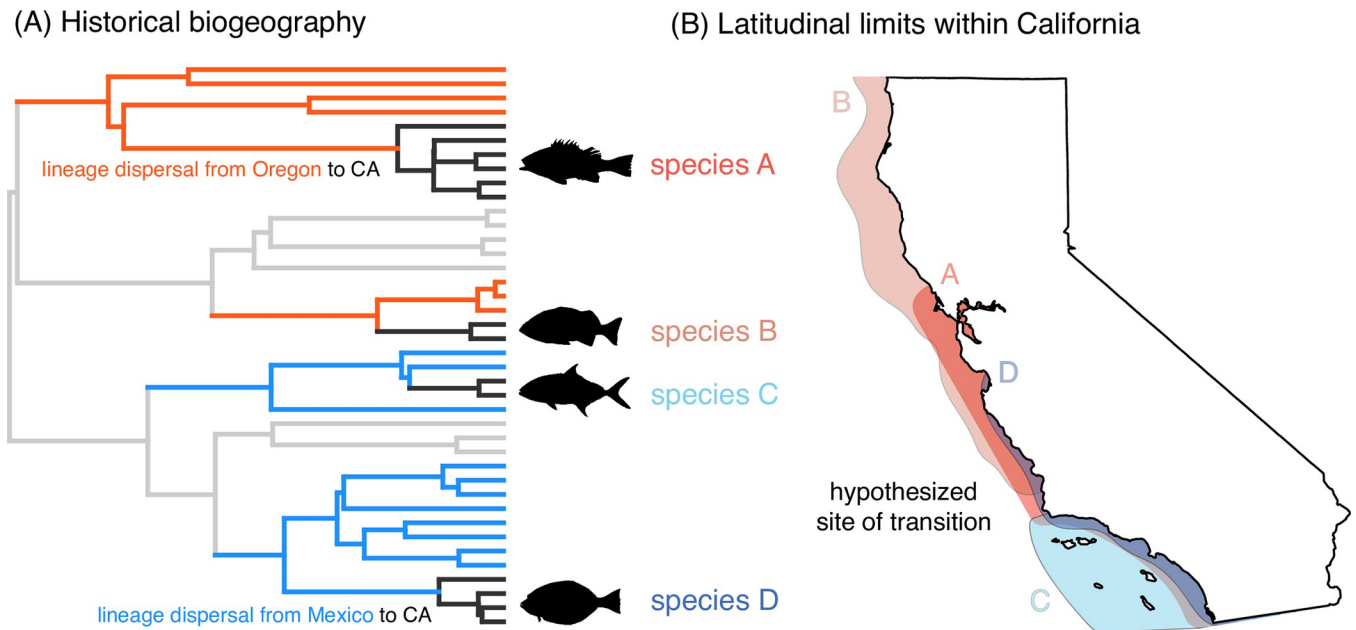 (A) Historical biogeography
lineage dispersal from Oregon to CA
species A
species B
species C
lineage dispersal from Mexico to CA
species D
(B) Latitudinal limits within California
B
A
D
hypothesized
site of transition
C